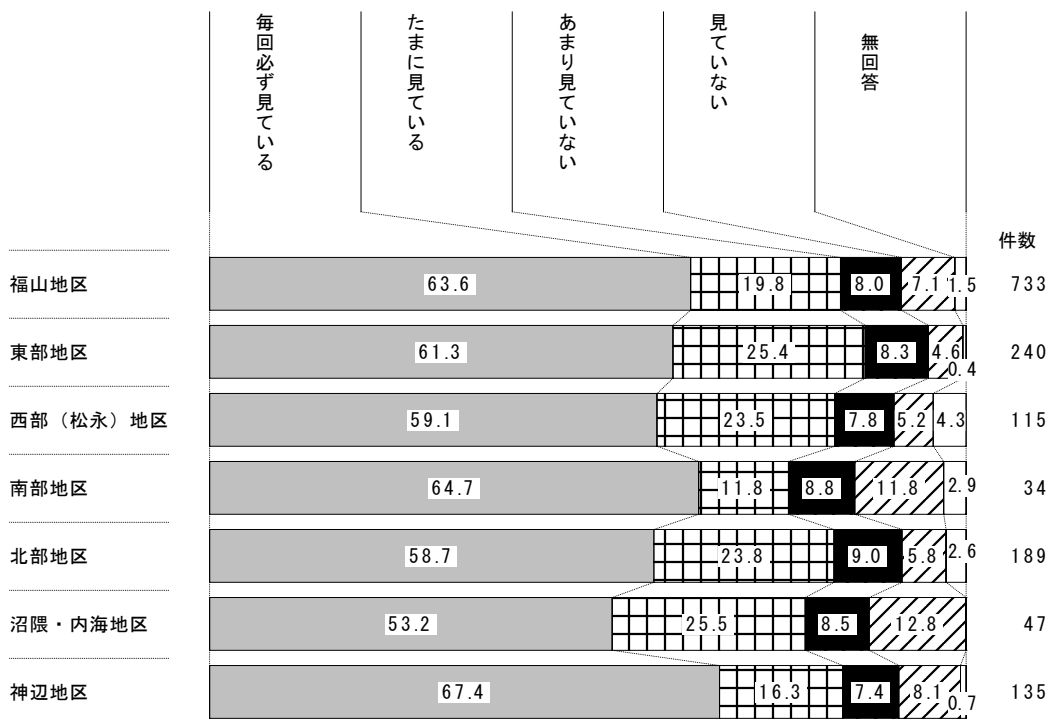 毎回必ず見ている
たまに見ている
あまり見ていない
見ていない
無回答
件数
福山地区 63.6 19.8 8.0 7.1 1.5 733
東部地区 61.3 25.4 8.3 4.6 0.4 240
西部（松永）地区 59.1 23.5 7.8 5.2 4.3 115
南部地区 64.7 11.8 8.8 11.8 2.9 34
北部地区 58.7 23.8 9.0 5.8 2.6 189
沼隈・内海地区 53.2 25.5 8.5 12.8 47
神辺地区 67.4 16.3 7.4 8.1 0.7 135